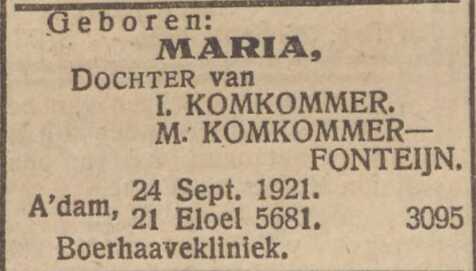 Geboren:
MARIA,
DOCHTER van
I. KOMKOMMER.
M. KOMKOMMER—
FONTEIJN.
A'dam, 24 Sept. 1921.
21 Eloel 5681. 3095
Boerhaavekliniek.